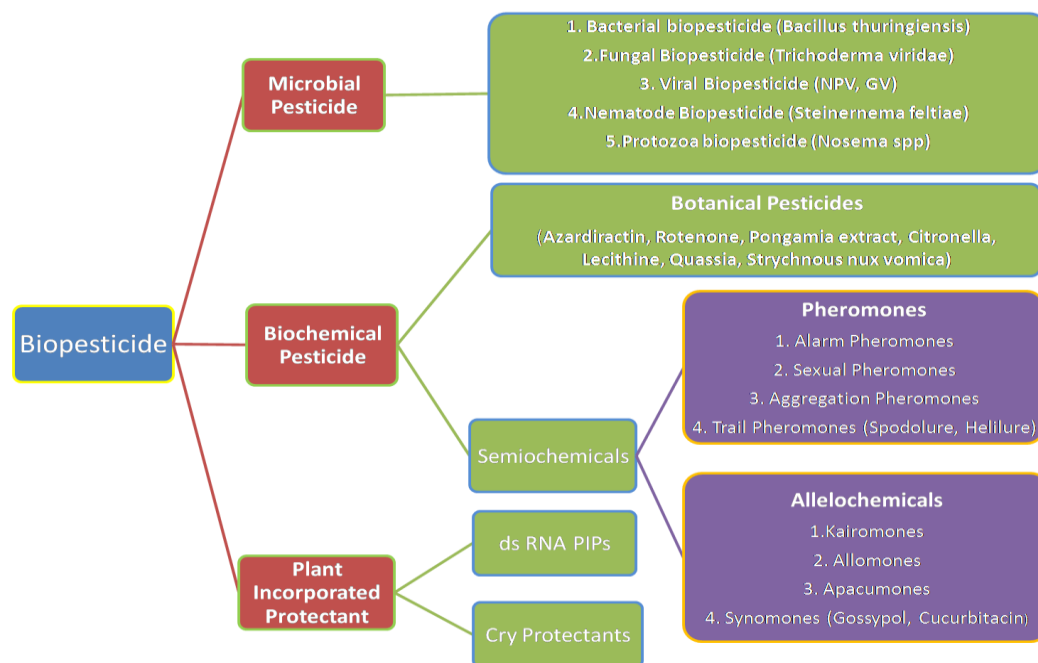 Biopesticide
Microbial
Pesticide
1. Bacterial biopesticide (Bacillus thuringiensis)
2.Fungal Biopesticide (Trichoderma viridae)
3. Viral Biopesticide (NPV, GV)
4.Nematode Biopesticide (Steinernema feltiae)
5.Protozoa biopesticide (Nosema spp)
Biochemical
Pesticide
Botanical Pesticides
(Azardiractin, Rotenone, Pongamia extract, Citronella,
Lecithine, Quassia, Strychnous nux vomica)
Semiochemicals
Pheromones
1. Alarm Pheromones
2. Sexual Pheromones
3. Aggregation Pheromones
4. Trail Pheromones (Spodolure, Helilure)
Allelochemicals
1.Kairomones
2. Allomones
3. Apacumones
4. Synomones (Gossypol, Cucurbitacin)
Plant
Incorporated
Protectant
ds RNA PIPs
Cry Protectants